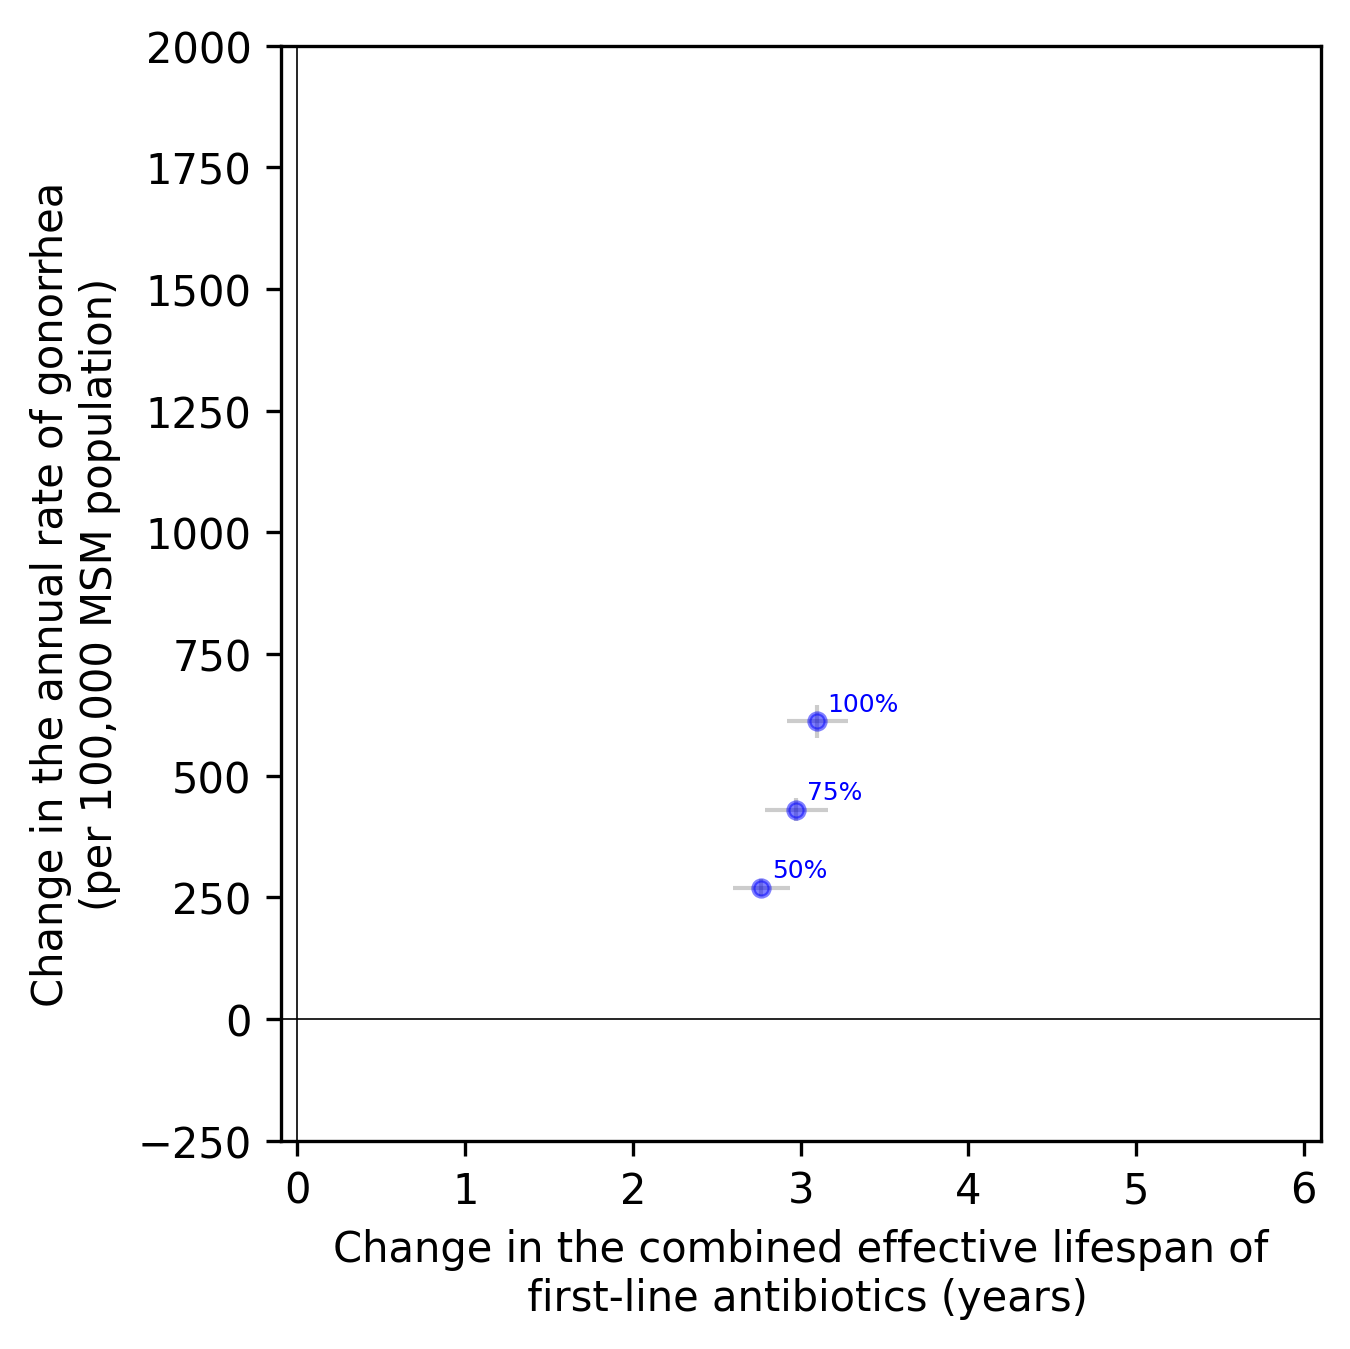 2000
1750
1500
1250
1000
750
500
250
0
−250
Change in the annual rate of gonorrhea
(per 100,000 MSM population)
100%
75%
50%
0 1 2 3 4 5 6
Change in the combined effective lifespan of
first-line antibiotics (years)